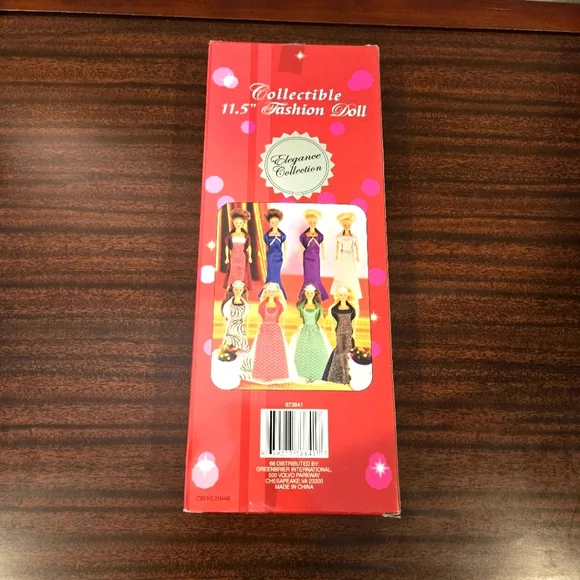 Collectible
11.5" Fashion Doll
Elegance
Collection
873841
88 DISTRIBUTED BY:
GREENBRIER INTERNATIONAL,
500 VOLVO PARKWAY
CHESAPEAKE, VA 23320
MADE IN CHINA